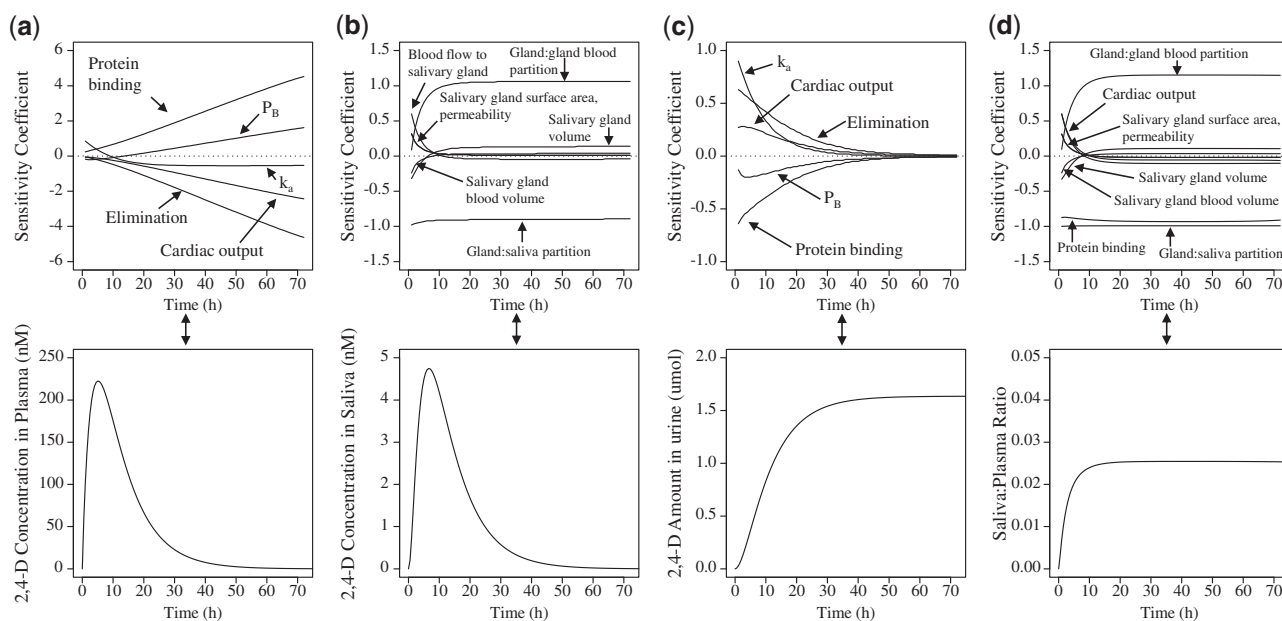 (a)
Sensitivity Coefficient
6
4
2
0
-2
-4
-6
Protein
binding
P_B
k_a
Elimination
Cardiac output
0 10 20 30 40 50 60 70
Time (h)
(b)
Sensitivity Coefficient
1.5
1.0
0.5
0.0
-0.5
-1.0
-1.5
Blood flow to
salivary gland
Gland:gland blood
partition
Salivary gland surface area,
permeability
Salivary gland
volume
Salivary gland
blood volume
Gland:saliva partition
0 10 20 30 40 50 60 70
Time (h)
(c)
Sensitivity Coefficient
1.0
0.5
0.0
-0.5
-1.0
k_a
Cardiac output
Elimination
P_B
Protein binding
0 10 20 30 40 50 60 70
Time (h)
(d)
Sensitivity Coefficient
1.5
1.0
0.5
0.0
-0.5
-1.0
-1.5
Gland:gland blood partition
Cardiac output
Salivary gland surface area,
permeability
Salivary gland volume
Salivary gland blood volume
Protein binding
Gland:saliva partition
0 10 20 30 40 50 60 70
Time (h)
2,4-D Concentration in Plasma (nM)
250
200
150
100
50
0
0 10 20 30 40 50 60 70
Time (h)
2,4-D Concentration in Saliva (nM)
5
4
3
2
1
0
0 10 20 30 40 50 60 70
Time (h)
2,4-D Amount in urine (umol)
2.0
1.5
1.0
0.5
0.0
0 10 20 30 40 50 60 70
Time (h)
Saliva:Plasma Ratio
0.05
0.04
0.03
0.02
0.01
0.00
0 10 20 30 40 50 60 70
Time (h)